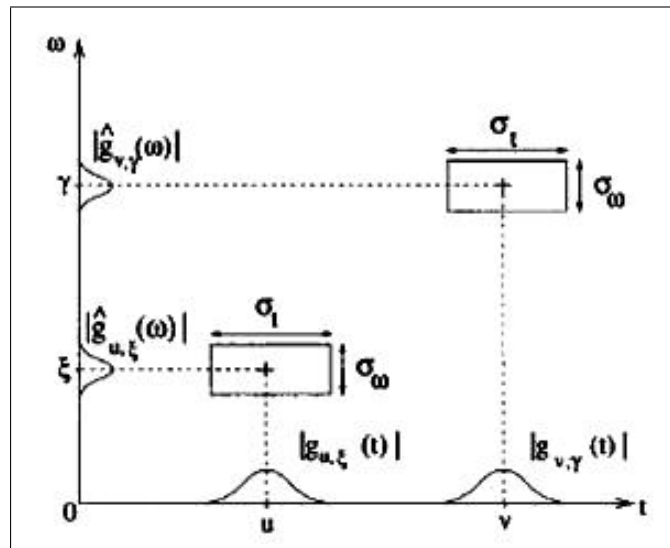 ω
|ĝ_{ν,γ}(ω)|
σ_t
γ
σ_ω
|ĝ_{u,ξ}(ω)|
σ_t
ξ
σ_ω
|g_{u,ξ}(t)|
|g_{ν,γ}(t)|
0
u
ν
t